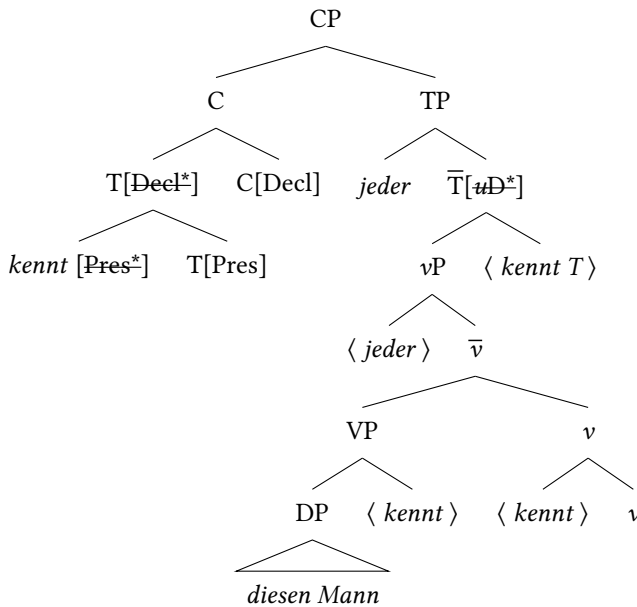 CP
C TP
T[Decl*] C[Decl] jeder T̅[uD*]
kennt [Pres*] T[Pres] vP ⟨ kennt T ⟩
⟨ jeder ⟩ v̅
VP v
DP ⟨ kennt ⟩ ⟨ kennt ⟩ v
diesen Mann